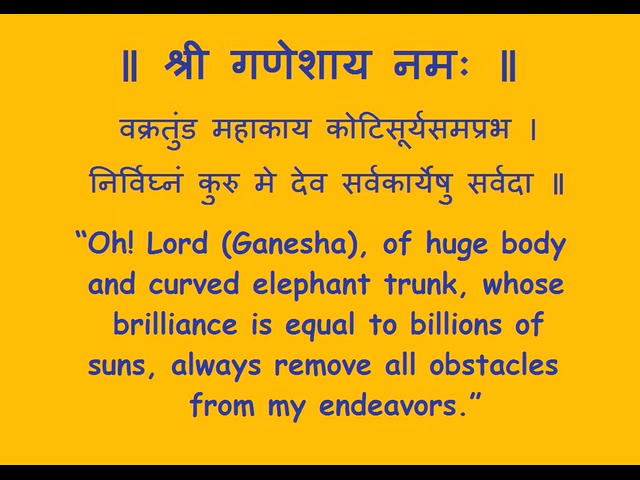 ॥ श्री गणेशाय नमः ॥
वक्रतुंड महाकाय कोटिसूर्यसमप्रभ ।
निर्विघ्नं कुरु मे देव सर्वकार्येषु सर्वदा ॥
“Oh! Lord (Ganesha), of huge body
and curved elephant trunk, whose
brilliance is equal to billions of
suns, always remove all obstacles
from my endeavors.”